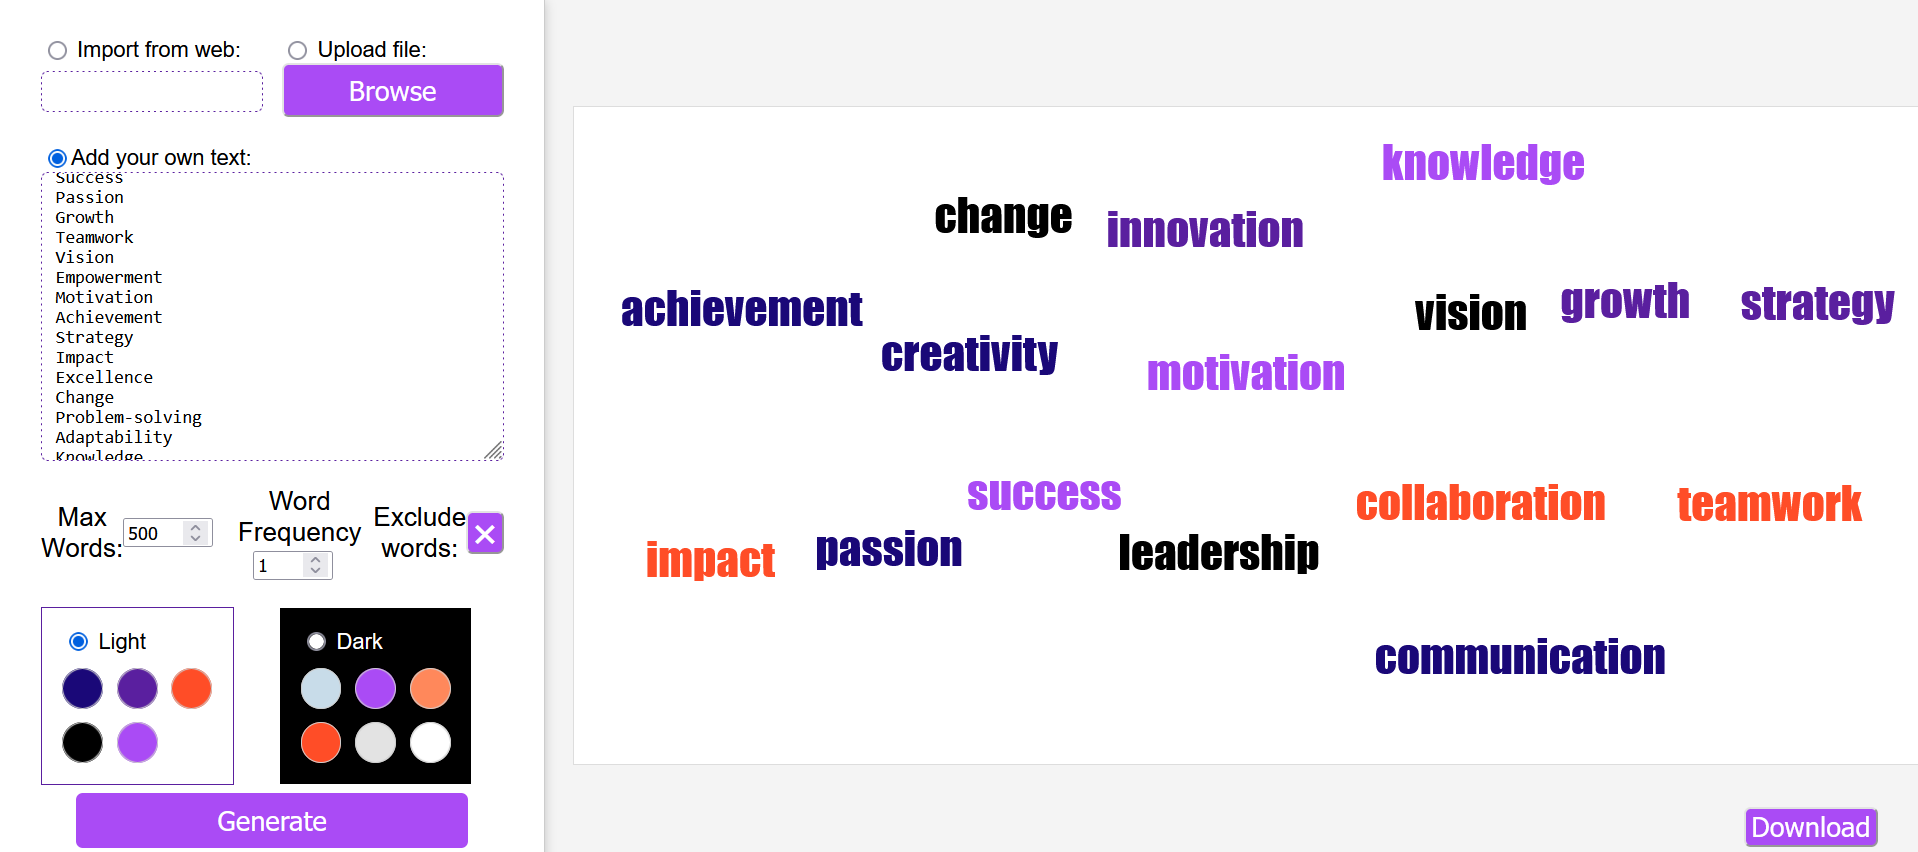 Import from web:
Upload file:
Browse
Add your own text:
Success
Passion
Growth
Teamwork
Vision
Empowerment
Motivation
Achievement
Strategy
Impact
Excellence
Change
Problem-solving
Adaptability
Knowledge
Max
Words:
500
Word
Frequency
1
Exclude
words:
Light
Dark
Generate
knowledge
change
innovation
achievement
vision
growth
strategy
creativity
motivation
success
collaboration
teamwork
impact
passion
leadership
communication
Download